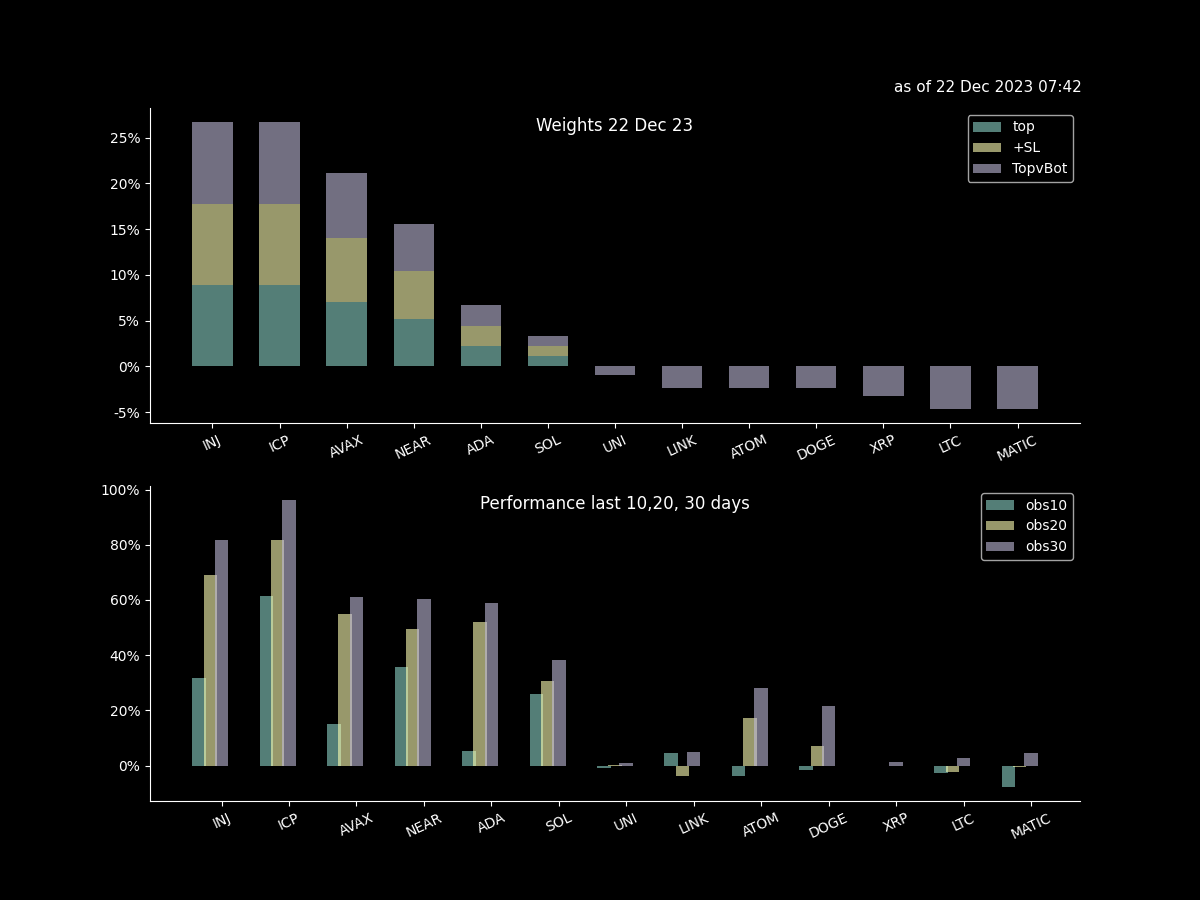 as of 22 Dec 2023 07:42
Weights 22 Dec 23
top
+SL
TopvBot
25%
20%
15%
10%
5%
0%
-5%
INJ ICP AVAX NEAR ADA SOL UNI LINK ATOM DOGE XRP LTC MATIC
Performance last 10,20, 30 days
obs10
obs20
obs30
100%
80%
60%
40%
20%
0%
INJ ICP AVAX NEAR ADA SOL UNI LINK ATOM DOGE XRP LTC MATIC